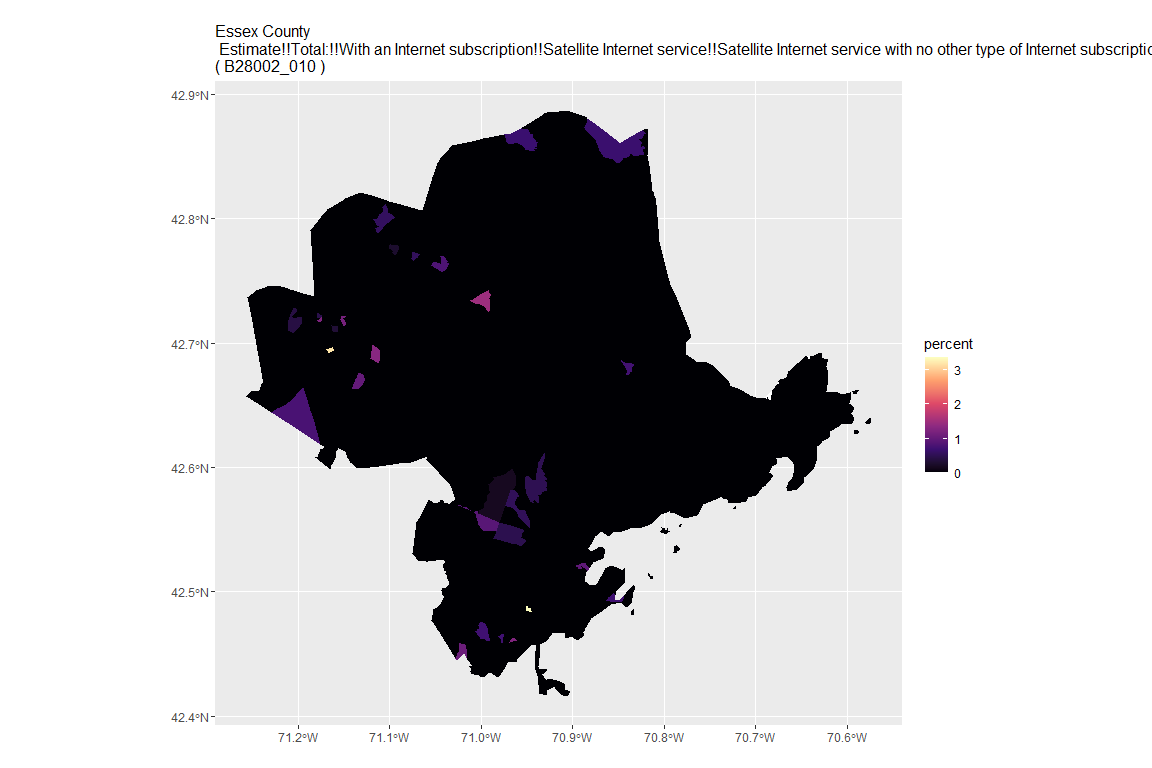 Essex County
Estimate!!Total:!!With an Internet subscription!!Satellite Internet service!!Satellite Internet service with no other type of Internet subscriptio
( B28002_010 )
42.9°N
42.8°N
42.7°N
42.6°N
42.5°N
42.4°N
71.2°W 71.1°W 71.0°W 70.9°W 70.8°W 70.7°W 70.6°W
percent
3
2
1
0